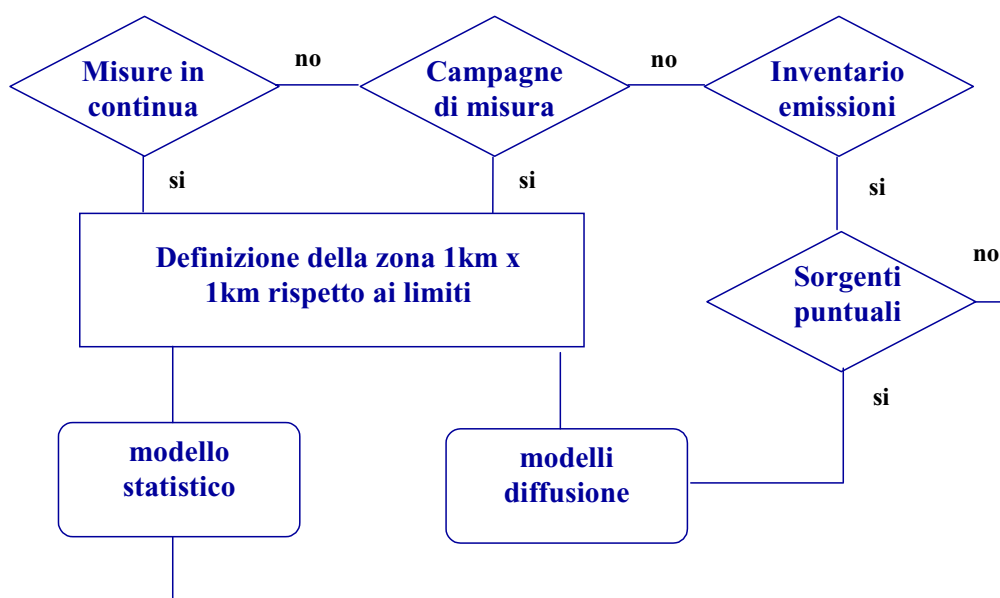 Misure in
continua
no
Campagne
di misura
no
Inventario
emissioni
si
si
si
Definizione della zona 1km x
1km rispetto ai limiti
Sorgenti
puntuali
no
si
modello
statistico
modelli
diffusione